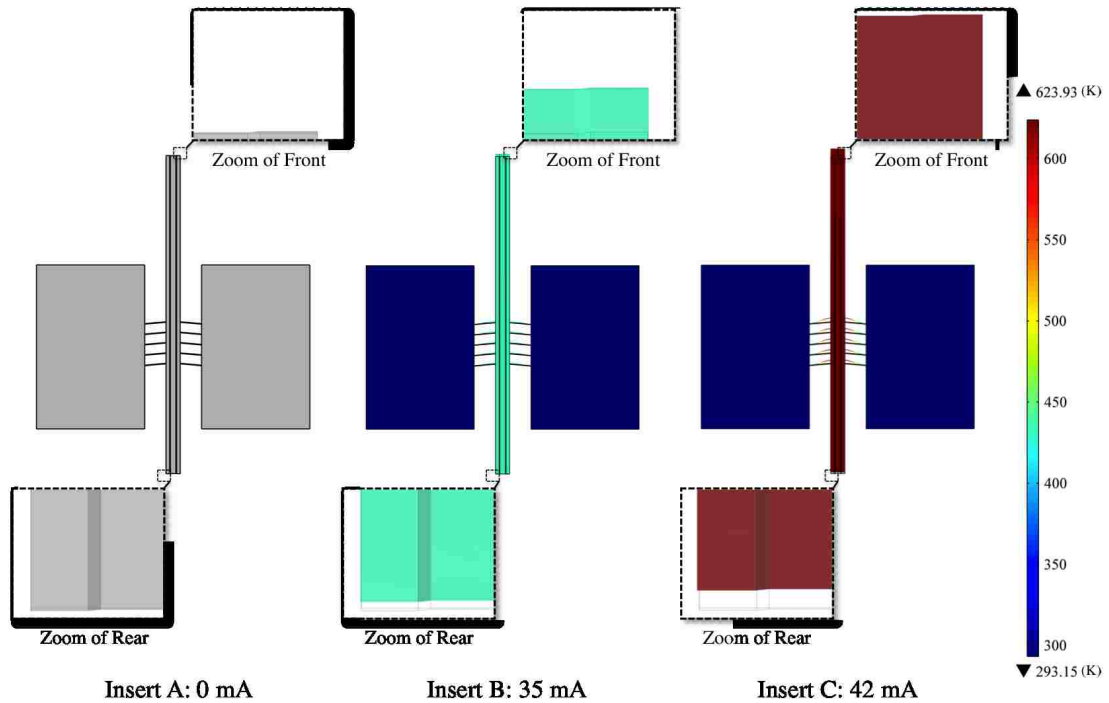 Zoom of Front
Zoom of Front
Zoom of Front
623.93 (K)
600
550
500
450
400
350
300
293.15 (K)
Zoom of Rear
Zoom of Rear
Zoom of Rear
Insert A: 0 mA
Insert B: 35 mA
Insert C: 42 mA